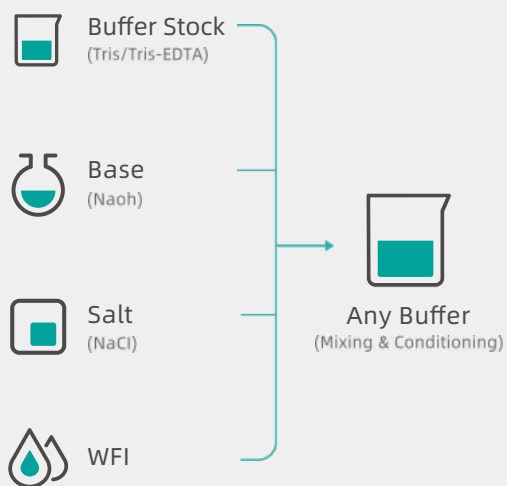 Buffer Stock
(Tris/Tris-EDTA)
Base
(Naoh)
Salt
(NaCl)
WFI
Any Buffer
(Mixing & Conditioning)